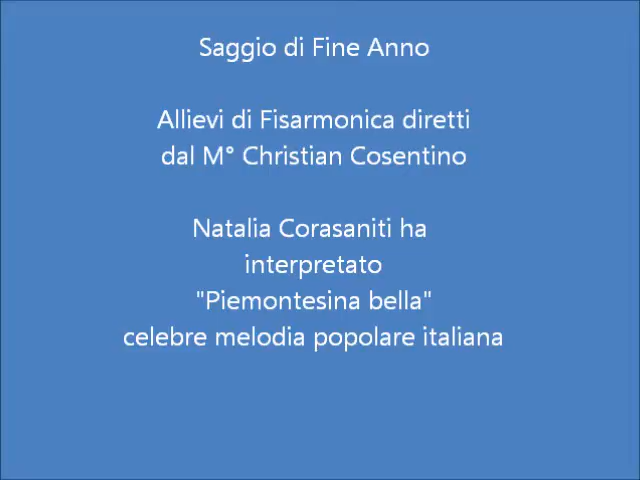 Saggio di Fine Anno
Allievi di Fisarmonica diretti
dal M° Christian Cosentino
Natalia Corasaniti ha
interpretato
"Piemontesina bella"
celebre melodia popolare italiana